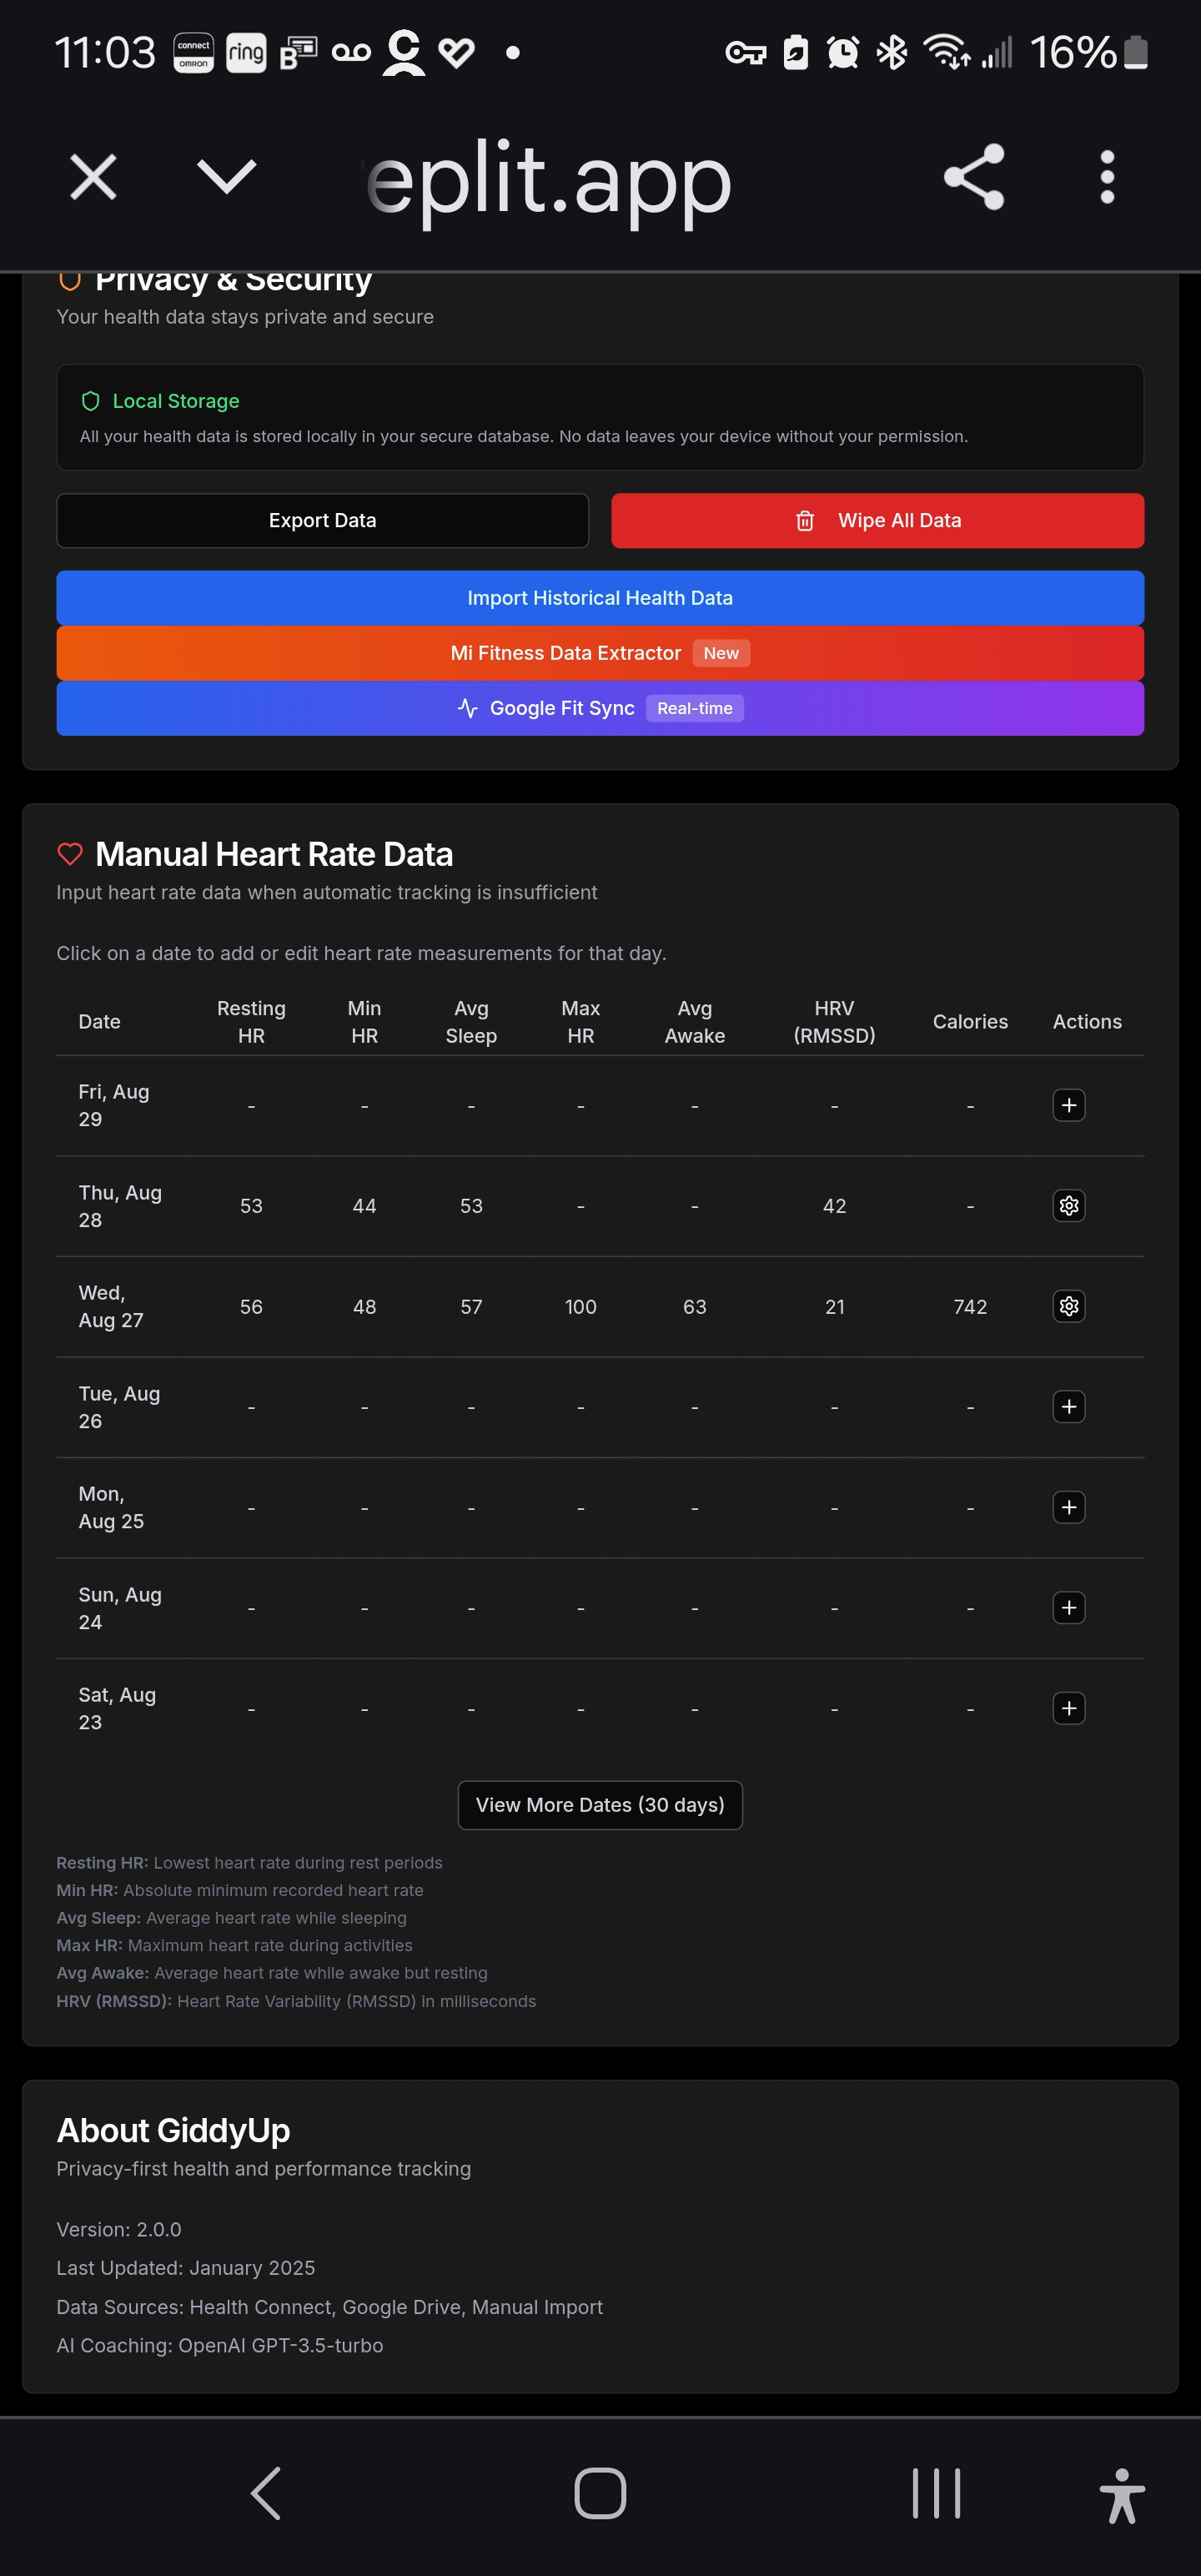 11:03 connect OMRON ring B 16%
eplit.app
Privacy & Security
Your health data stays private and secure
Local Storage
All your health data is stored locally in your secure database. No data leaves your device without your permission.
Export Data
Wipe All Data
Import Historical Health Data
Mi Fitness Data Extractor New
Google Fit Sync Real-time
Manual Heart Rate Data
Input heart rate data when automatic tracking is insufficient
Click on a date to add or edit heart rate measurements for that day.
Date Resting HR Min HR Avg Sleep Max HR Avg Awake HRV (RMSSD) Calories Actions
Fri, Aug 29 - - - - - - -
Thu, Aug 28 53 44 53 - - 42 -
Wed, Aug 27 56 48 57 100 63 21 742
Tue, Aug 26 - - - - - - -
Mon, Aug 25 - - - - - - -
Sun, Aug 24 - - - - - - -
Sat, Aug 23 - - - - - - -
View More Dates (30 days)
Resting HR: Lowest heart rate during rest periods
Min HR: Absolute minimum recorded heart rate
Avg Sleep: Average heart rate while sleeping
Max HR: Maximum heart rate during activities
Avg Awake: Average heart rate while awake but resting
HRV (RMSSD): Heart Rate Variability (RMSSD) in milliseconds
About GiddyUp
Privacy-first health and performance tracking
Version: 2.0.0
Last Updated: January 2025
Data Sources: Health Connect, Google Drive, Manual Import
AI Coaching: OpenAI GPT-3.5-turbo